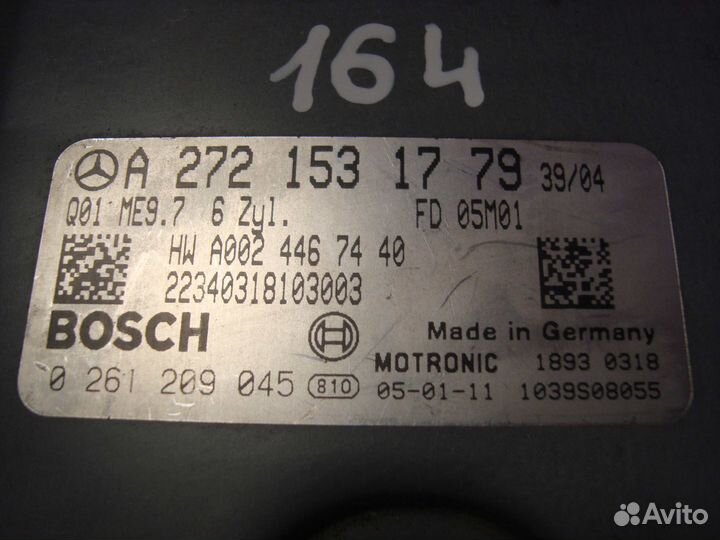 164
A 272 153 17 79 39/04
Q01 ME9.7 6 Zyl. FD 05M01
HW A002 446 74 40
22340318103003
BOSCH
Made in Germany
MOTRONIC 1893 0318
0 261 209 045 810 05-01-11 1039S08055
Avito